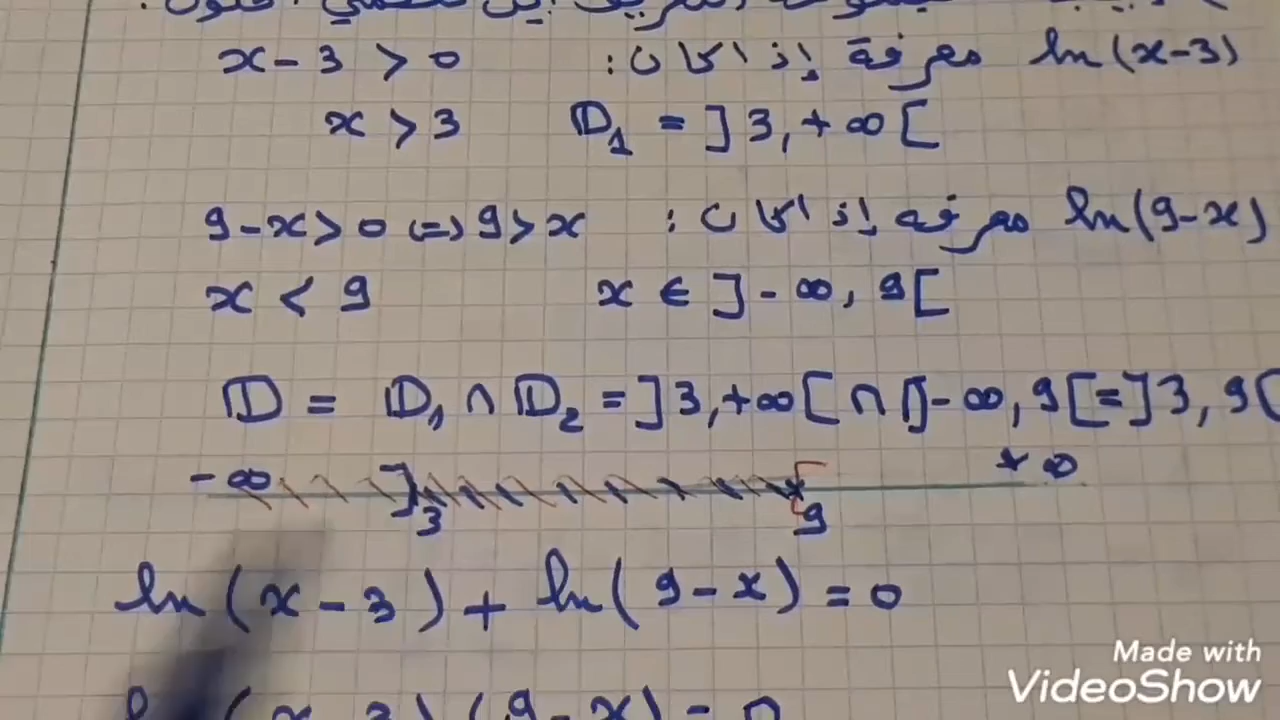 ln(x-3) معرفة إذا كان: x-3 > 0
x > 3 D₁ = ]3,+∞[
ln(9-x) معرفة إذا كان: 9-x>0 ⟺ 9>x
x < 9 x ∈ ]-∞, 9[
D = D₁ ∩ D₂ = ]3,+∞[ ∩ ]-∞, 9[=]3, 9[
-∞ ] 3 [ 9 +∞
ln(x-3) + ln(9-x) = 0
Made with
VideoShow